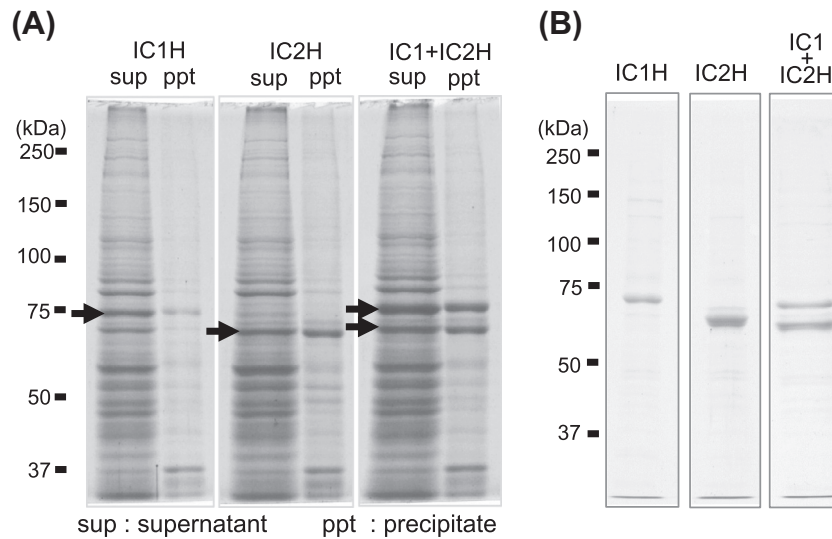 (A)
IC1H IC2H IC1+IC2H
sup ppt sup ppt sup ppt
(kDa)
250
150
100
75
50
37
sup : supernatant ppt : precipitate
(B)
IC1H IC2H IC1
+
IC2H
(kDa)
250
150
100
75
50
37